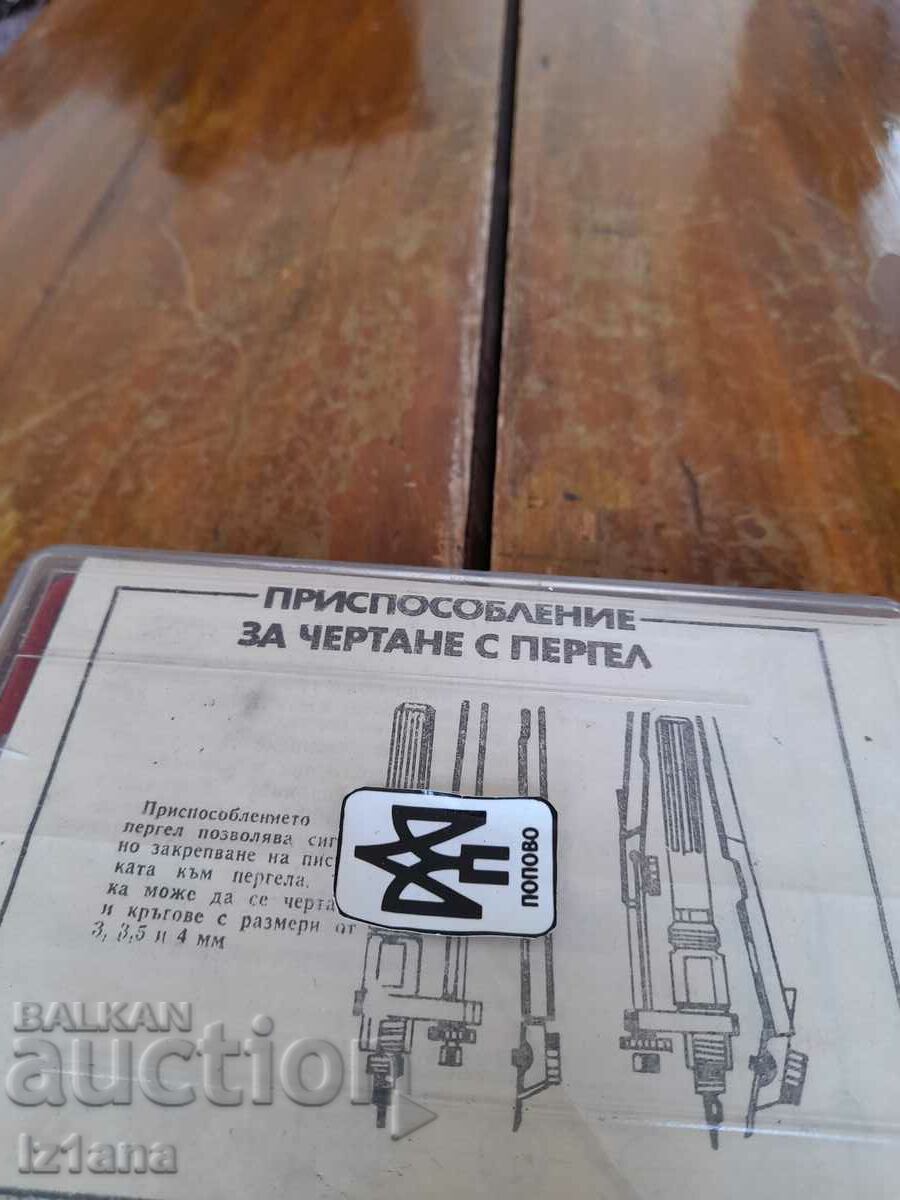 ПРИСПОСОБЛЕНИЕ
ЗА ЧЕРТАНЕ С ПЕРГЕЛ
Приспособлението
пергел позволява сиг
но закрепване на пис
ката към пергела.
ка може да се черта
и кръгове с размери от
3, 3,5 и 4 мм
ПОПОВО
BALKAN
auction
Iz1ana